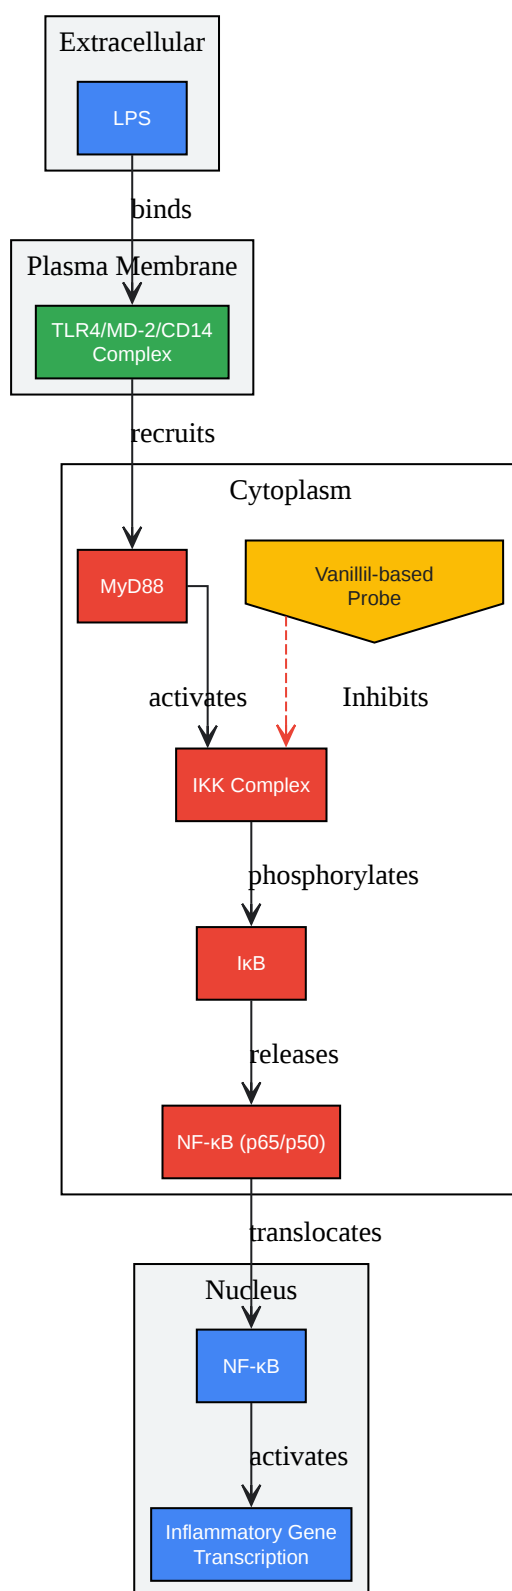 Extracellular
LPS
binds
Plasma Membrane
TLR4/MD-2/CD14
Complex
recruits
Cytoplasm
MyD88
Vanillil-based
Probe
activates
Inhibits
IKK Complex
phosphorylates
IκB
releases
NF-κB (p65/p50)
translocates
Nucleus
NF-κB
activates
Inflammatory Gene
Transcription